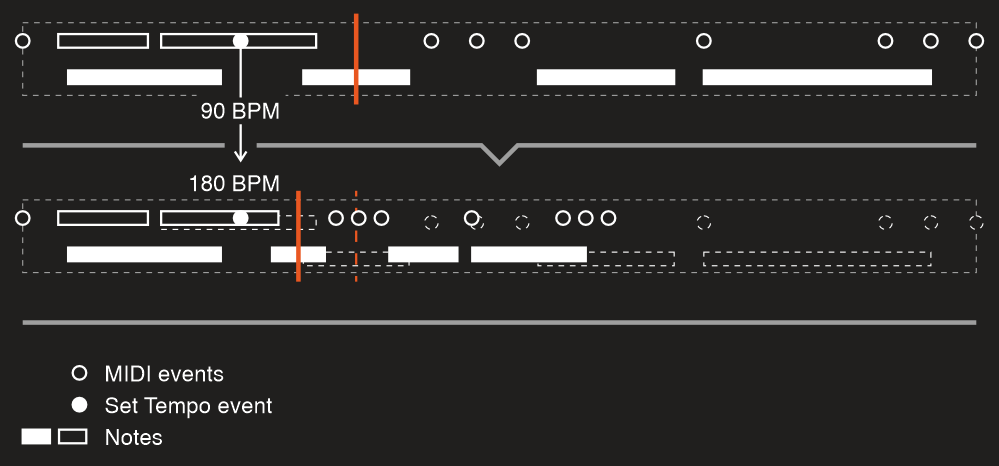 90 BPM
180 BPM
MIDI events
Set Tempo event
Notes